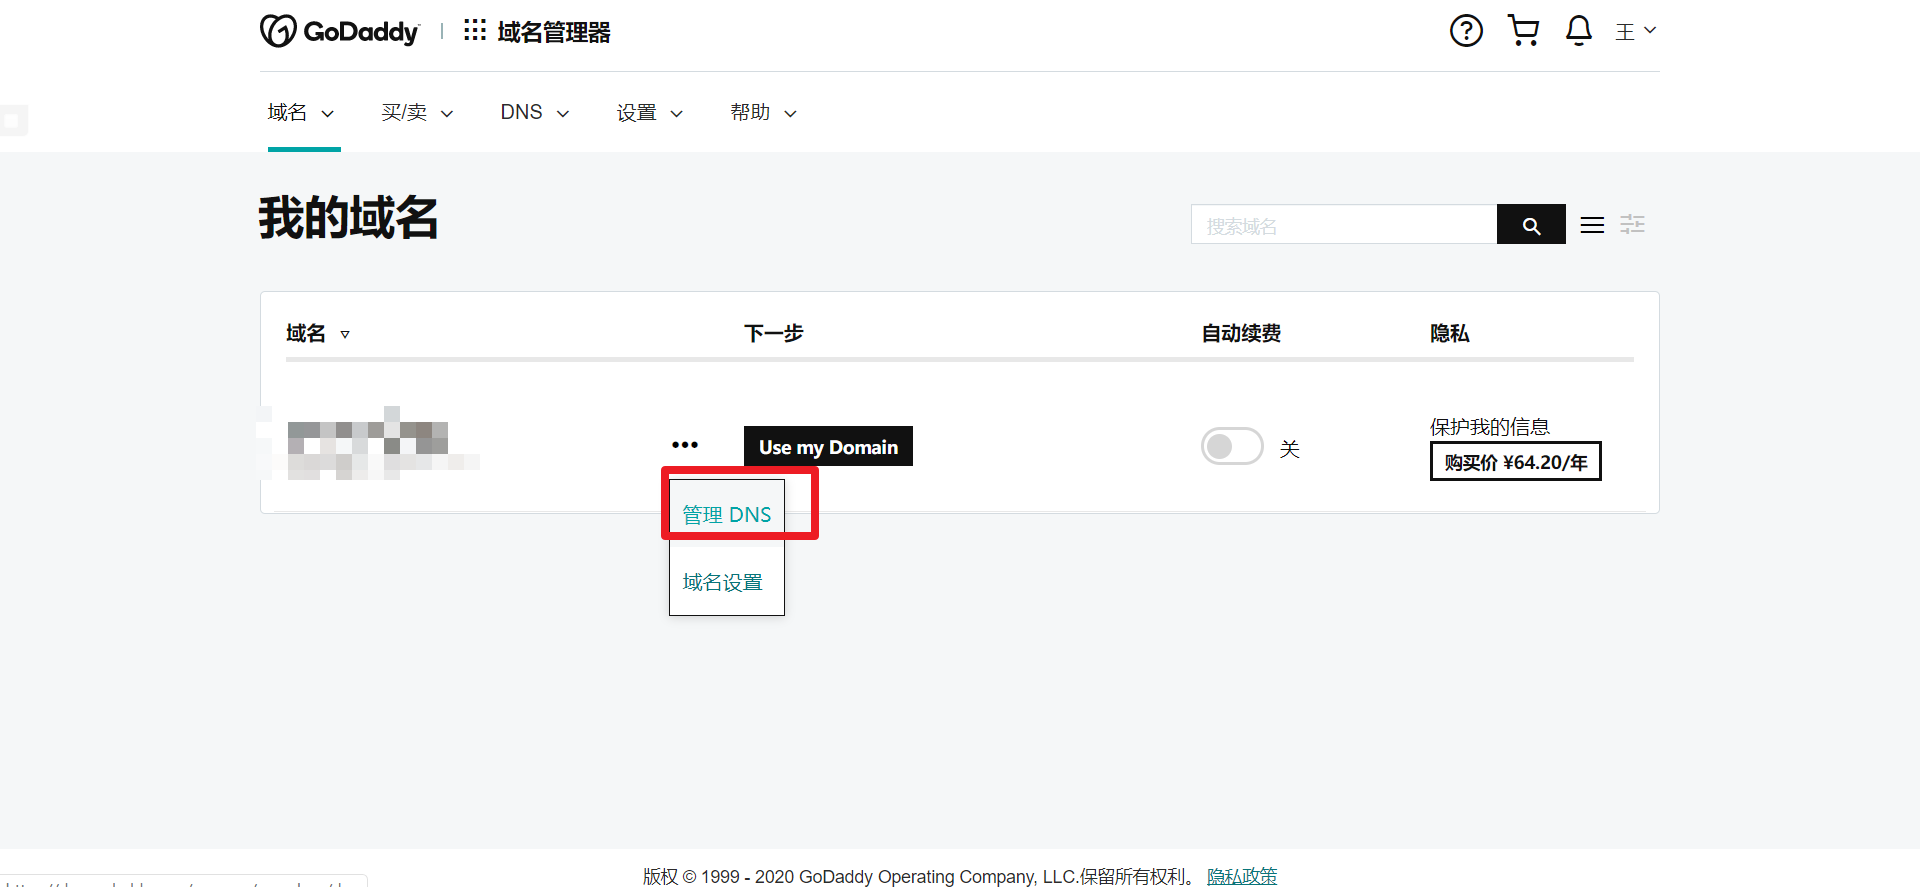 GoDaddy 域名管理器 王
域名 买/卖 DNS 设置 帮助
我的域名
搜索域名
域名 下一步 自动续费 隐私
保护我的信息
••• Use my Domain 关
购买价 ¥64.20/年
管理 DNS
域名设置
版权 © 1999 - 2020 GoDaddy Operating Company, LLC.保留所有权利。 隐私政策